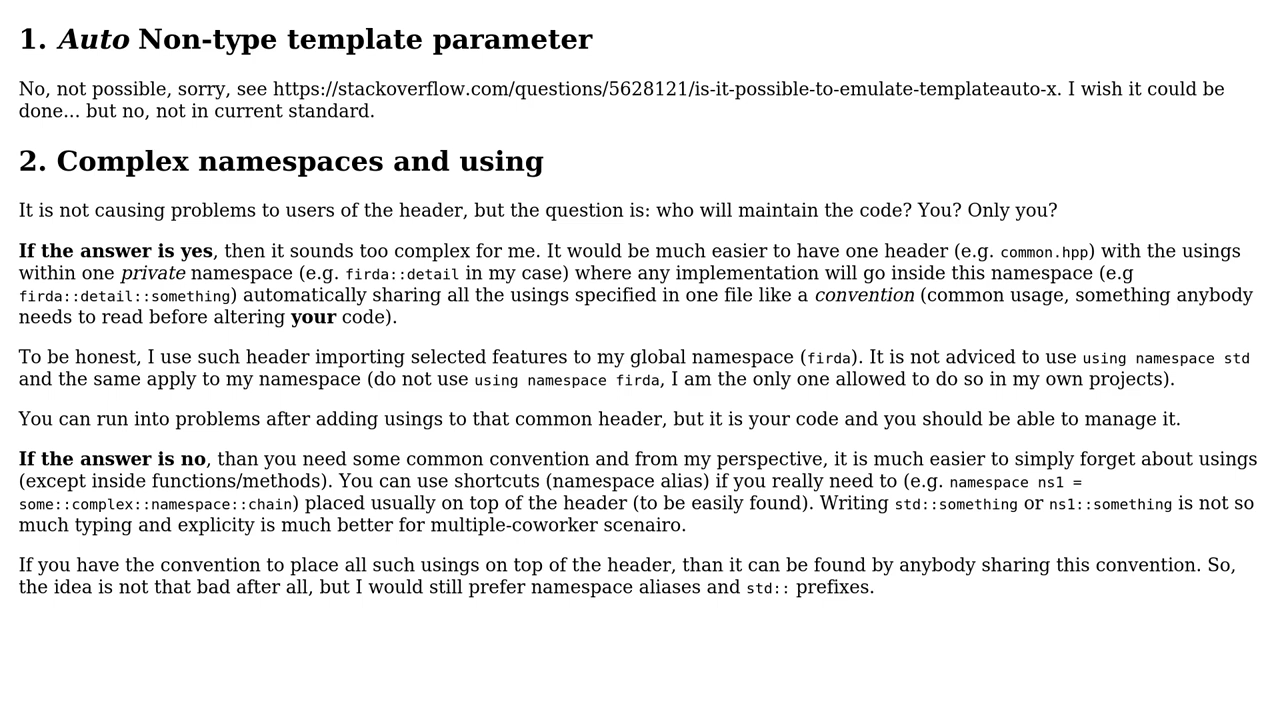 1. Auto Non-type template parameter
No, not possible, sorry, see https://stackoverflow.com/questions/5628121/is-it-possible-to-emulate-templateauto-x. I wish it could be
done... but no, not in current standard.
2. Complex namespaces and using
It is not causing problems to users of the header, but the question is: who will maintain the code? You? Only you?
If the answer is yes, then it sounds too complex for me. It would be much easier to have one header (e.g. common.hpp) with the usings
within one private namespace (e.g. firda::detail in my case) where any implementation will go inside this namespace (e.g
firda::detail::something) automatically sharing all the usings specified in one file like a convention (common usage, something anybody
needs to read before altering your code).
To be honest, I use such header importing selected features to my global namespace (firda). It is not adviced to use using namespace std
and the same apply to my namespace (do not use using namespace firda, I am the only one allowed to do so in my own projects).
You can run into problems after adding usings to that common header, but it is your code and you should be able to manage it.
If the answer is no, than you need some common convention and from my perspective, it is much easier to simply forget about usings
(except inside functions/methods). You can use shortcuts (namespace alias) if you really need to (e.g. namespace ns1 =
some::complex::namespace::chain) placed usually on top of the header (to be easily found). Writing std::something or ns1::something is not so
much typing and explicity is much better for multiple-coworker scenairo.
If you have the convention to place all such usings on top of the header, than it can be found by anybody sharing this convention. So,
the idea is not that bad after all, but I would still prefer namespace aliases and std:: prefixes.